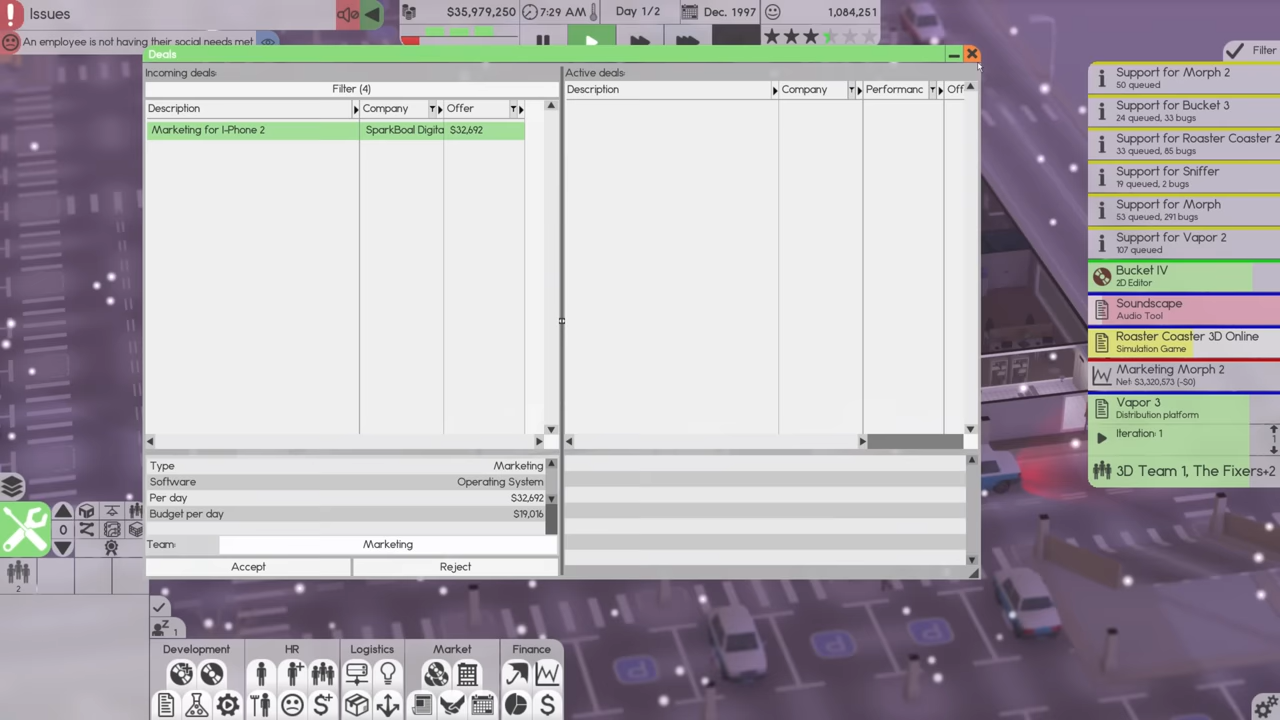 Issues
$35,979,250
7:29 AM
Day 1/2
Dec. 1997
1,084,251
An employee is not having their social needs met
Filter
Deals
Incoming deals:
Active deals:
Filter (4)
Description
Company
Offer
Description
Company
Performanc
Off
Marketing for I-Phone 2
SparkBoal Digita
$32,692
Type
Marketing
Software
Operating System
Per day
$32,692
Budget per day
$19,016
Team:
Marketing
Accept
Reject
Support for Morph 2
50 queued
Support for Bucket 3
24 queued, 33 bugs
Support for Roaster Coaster 2
33 queued, 85 bugs
Support for Sniffer
19 queued, 2 bugs
Support for Morph
53 queued, 291 bugs
Support for Vapor 2
107 queued
Bucket IV
2D Editor
Soundscape
Audio Tool
Roaster Coaster 3D Online
Simulation Game
Marketing Morph 2
Net: $3,320,573 (-$0)
Vapor 3
Distribution platform
Iteration: 1
1
3D Team 1, The Fixers+2
0
2
Z 1
Development
HR
Logistics
Market
Finance